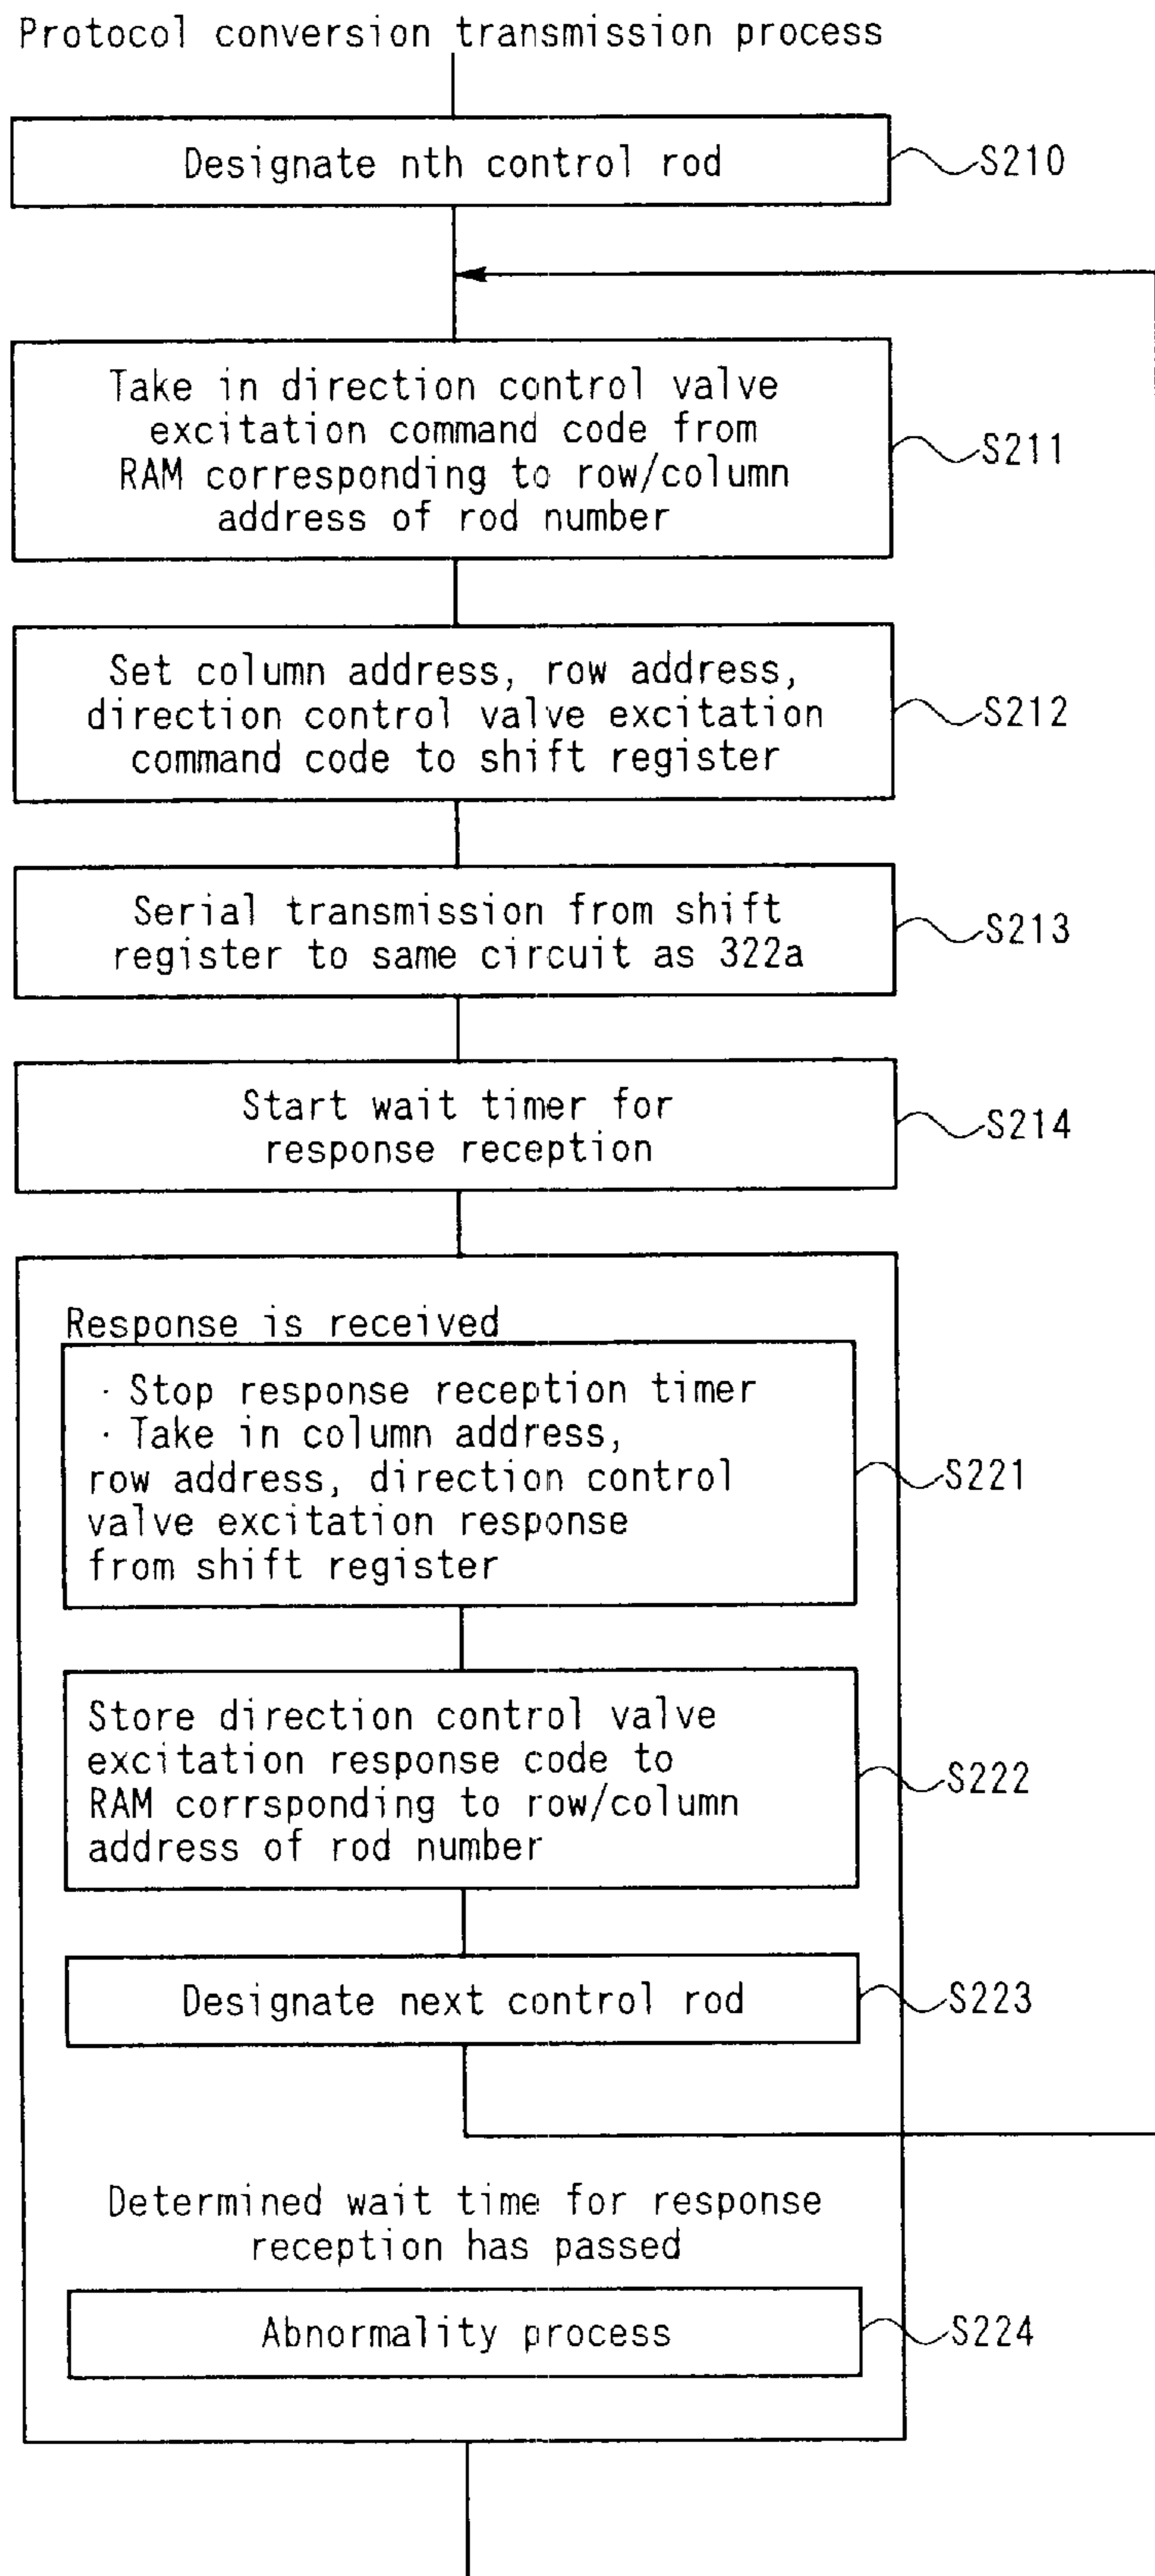 Protocol conversion transmission process
Designate nth control rod
S210
Take in direction control valve
excitation command code from
RAM corresponding to row/column
address of rod number
S211
Set column address, row address,
direction control valve excitation
command code to shift register
S212
Serial transmission from shift
register to same circuit as 322a
S213
Start wait timer for
response reception
S214
Response is received
· Stop response reception timer
· Take in column address,
row address, direction control
valve excitation response
from shift register
S221
Store direction control valve
excitation response code to
RAM corrsponding to row/column
address of rod number
S222
Designate next control rod
S223
Determined wait time for response
reception has passed
Abnormality process
S224